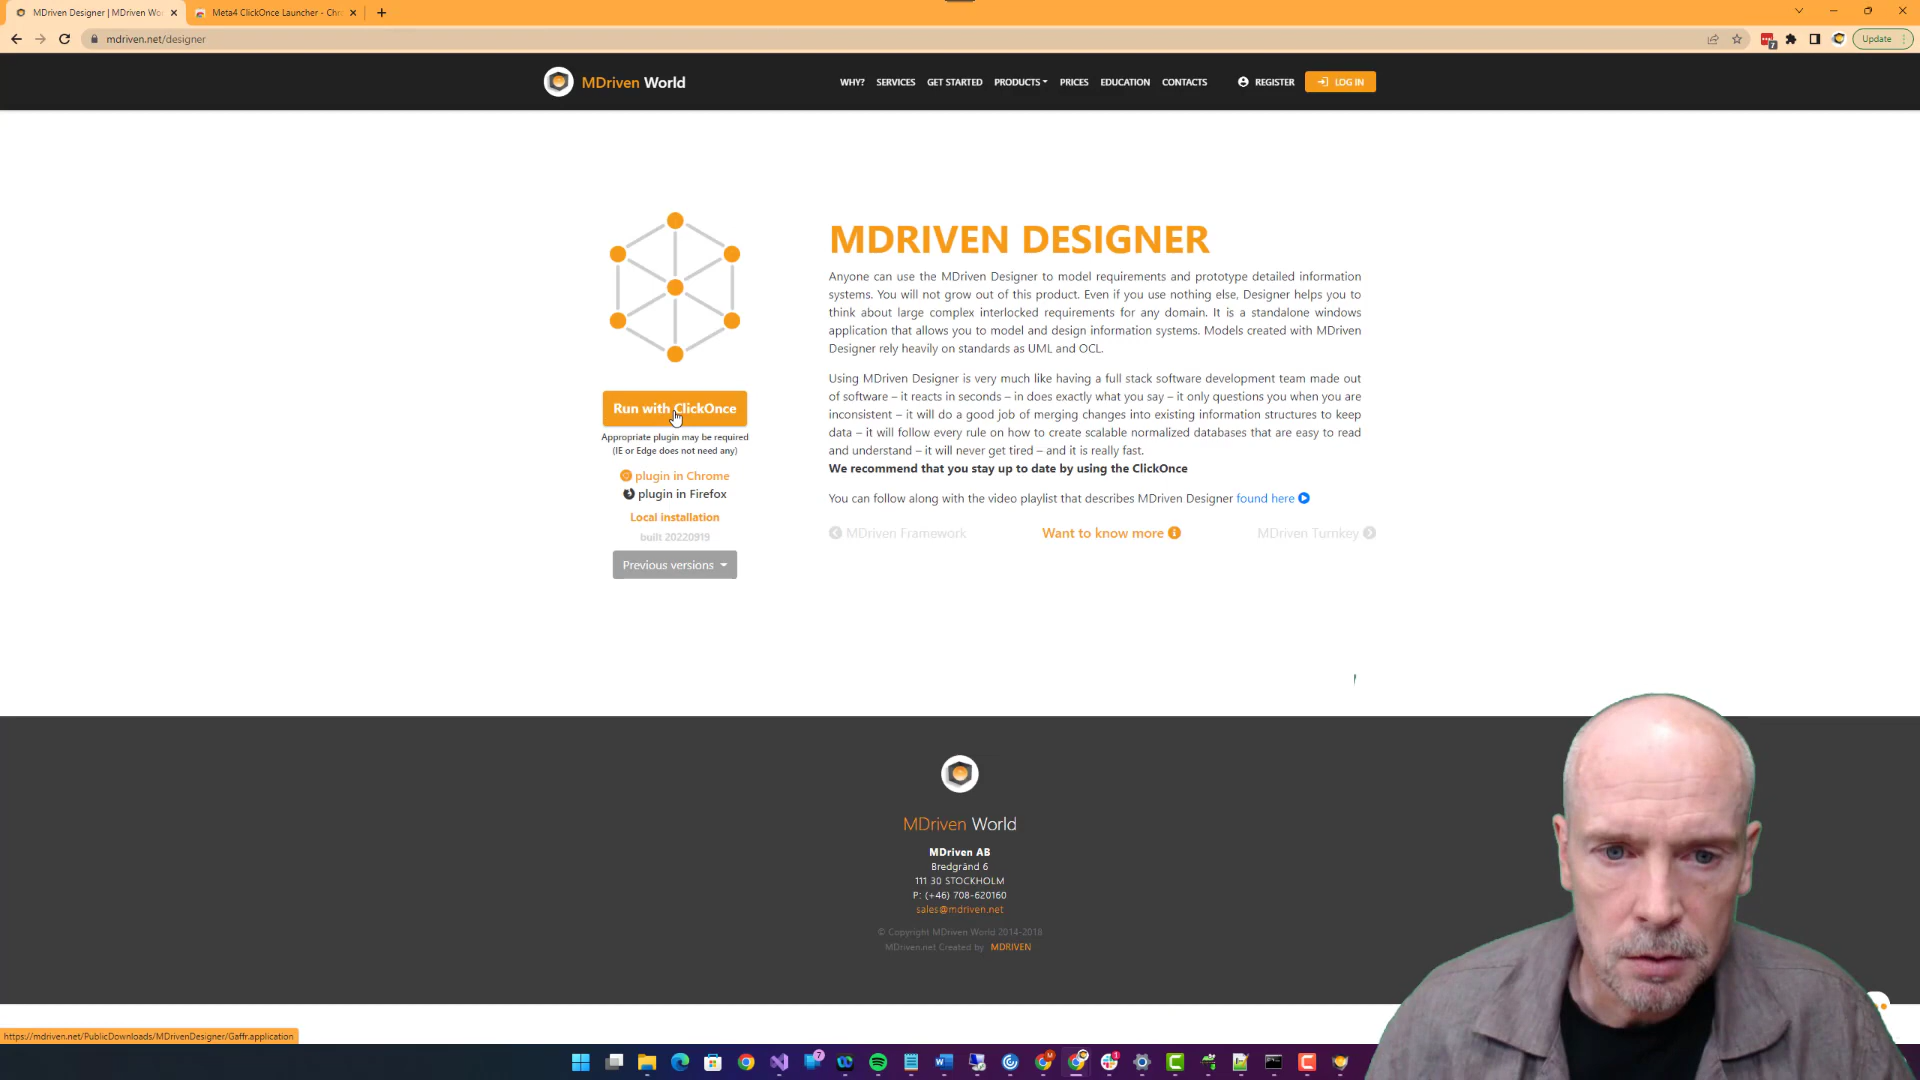 MDriven Designer | MDriven Wo
Meta4 ClickOnce Launcher - Chr
mdriven.net/designer
7
Update
MDriven World
WHY?
SERVICES
GET STARTED
PRODUCTS
PRICES
EDUCATION
CONTACTS
REGISTER
LOG IN
MDRIVEN DESIGNER
Anyone can use the MDriven Designer to model requirements and prototype detailed information
systems. You will not grow out of this product. Even if you use nothing else, Designer helps you to
think about large complex interlocked requirements for any domain. It is a standalone windows
application that allows you to model and design information systems. Models created with MDriven
Designer rely heavily on standards as UML and OCL.
Using MDriven Designer is very much like having a full stack software development team made out
of software – it reacts in seconds – in does exactly what you say – it only questions you when you are
inconsistent – it will do a good job of merging changes into existing information structures to keep
data – it will follow every rule on how to create scalable normalized databases that are easy to read
and understand – it will never get tired – and it is really fast.
We recommend that you stay up to date by using the ClickOnce
You can follow along with the video playlist that describes MDriven Designer found here
MDriven Framework
Want to know more
MDriven Turnkey
Run with ClickOnce
Appropriate plugin may be required
(IE or Edge does not need any)
plugin in Chrome
plugin in Firefox
Local installation
built 20220919
Previous versions
MDriven World
MDriven AB
Bredgränd 6
111 30 STOCKHOLM
P: (+46) 708-620160
sales@mdriven.net
© Copyright MDriven World 2014-2018
MDriven.net Created by MDRIVEN
https://mdriven.net/PublicDownloads/MDrivenDesigner/Gaffr.application
7